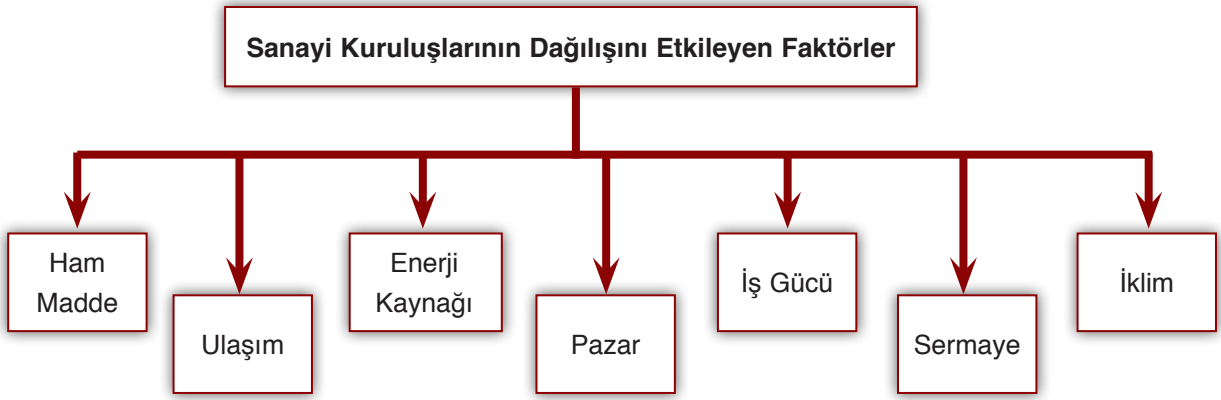 Sanayi Kuruluşlarının Dağılışını Etkileyen Faktörler
Ham
Madde
Ulaşım
Enerji
Kaynağı
Pazar
İş Gücü
Sermaye
İklim